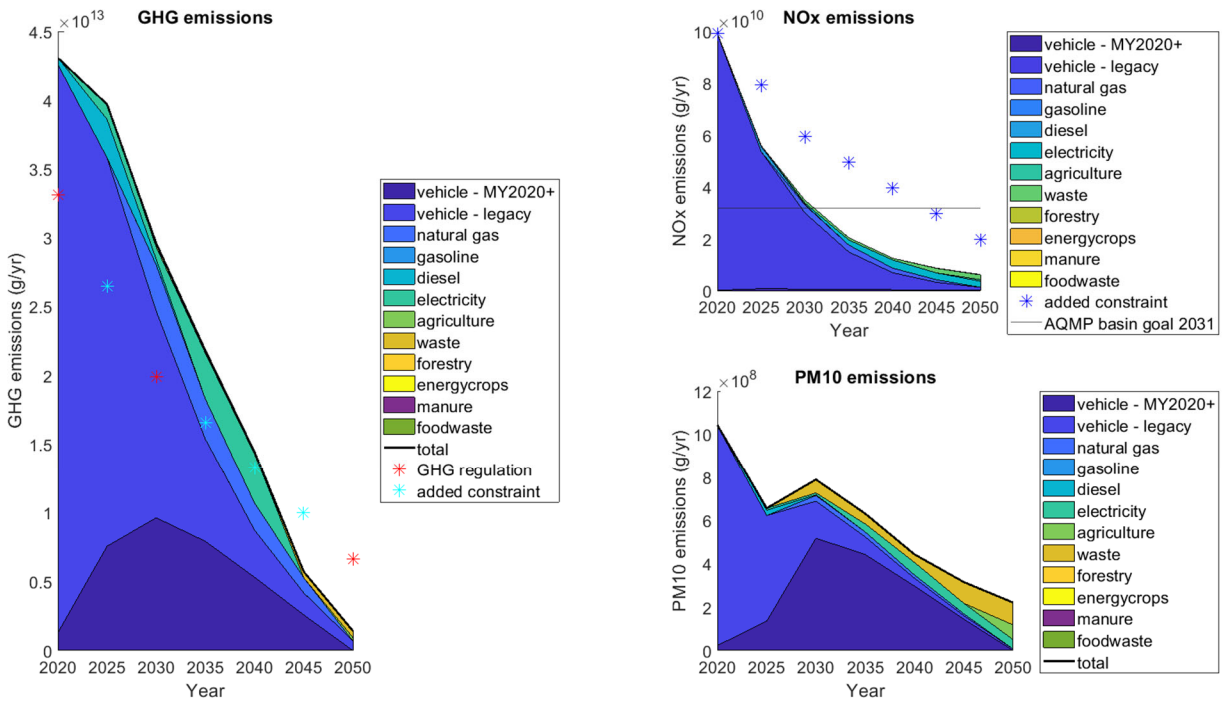 GHG emissions
×10^13
4.5
4
3.5
3
2.5
2
1.5
1
0.5
0
GHG emissions (g/yr)
2020 2025 2030 2035 2040 2045 2050
Year
vehicle - MY2020+
vehicle - legacy
natural gas
gasoline
diesel
electricity
agriculture
waste
forestry
energycrops
manure
foodwaste
total
GHG regulation
added constraint
NOx emissions
×10^10
10
8
6
4
2
0
NOx emissions (g/yr)
2020 2025 2030 2035 2040 2045 2050
Year
vehicle - MY2020+
vehicle - legacy
natural gas
gasoline
diesel
electricity
agriculture
waste
forestry
energycrops
manure
foodwaste
added constraint
AQMP basin goal 2031
PM10 emissions
×10^8
12
10
8
6
4
2
0
PM10 emissions (g/yr)
2020 2025 2030 2035 2040 2045 2050
Year
vehicle - MY2020+
vehicle - legacy
natural gas
gasoline
diesel
electricity
agriculture
waste
forestry
energycrops
manure
foodwaste
total